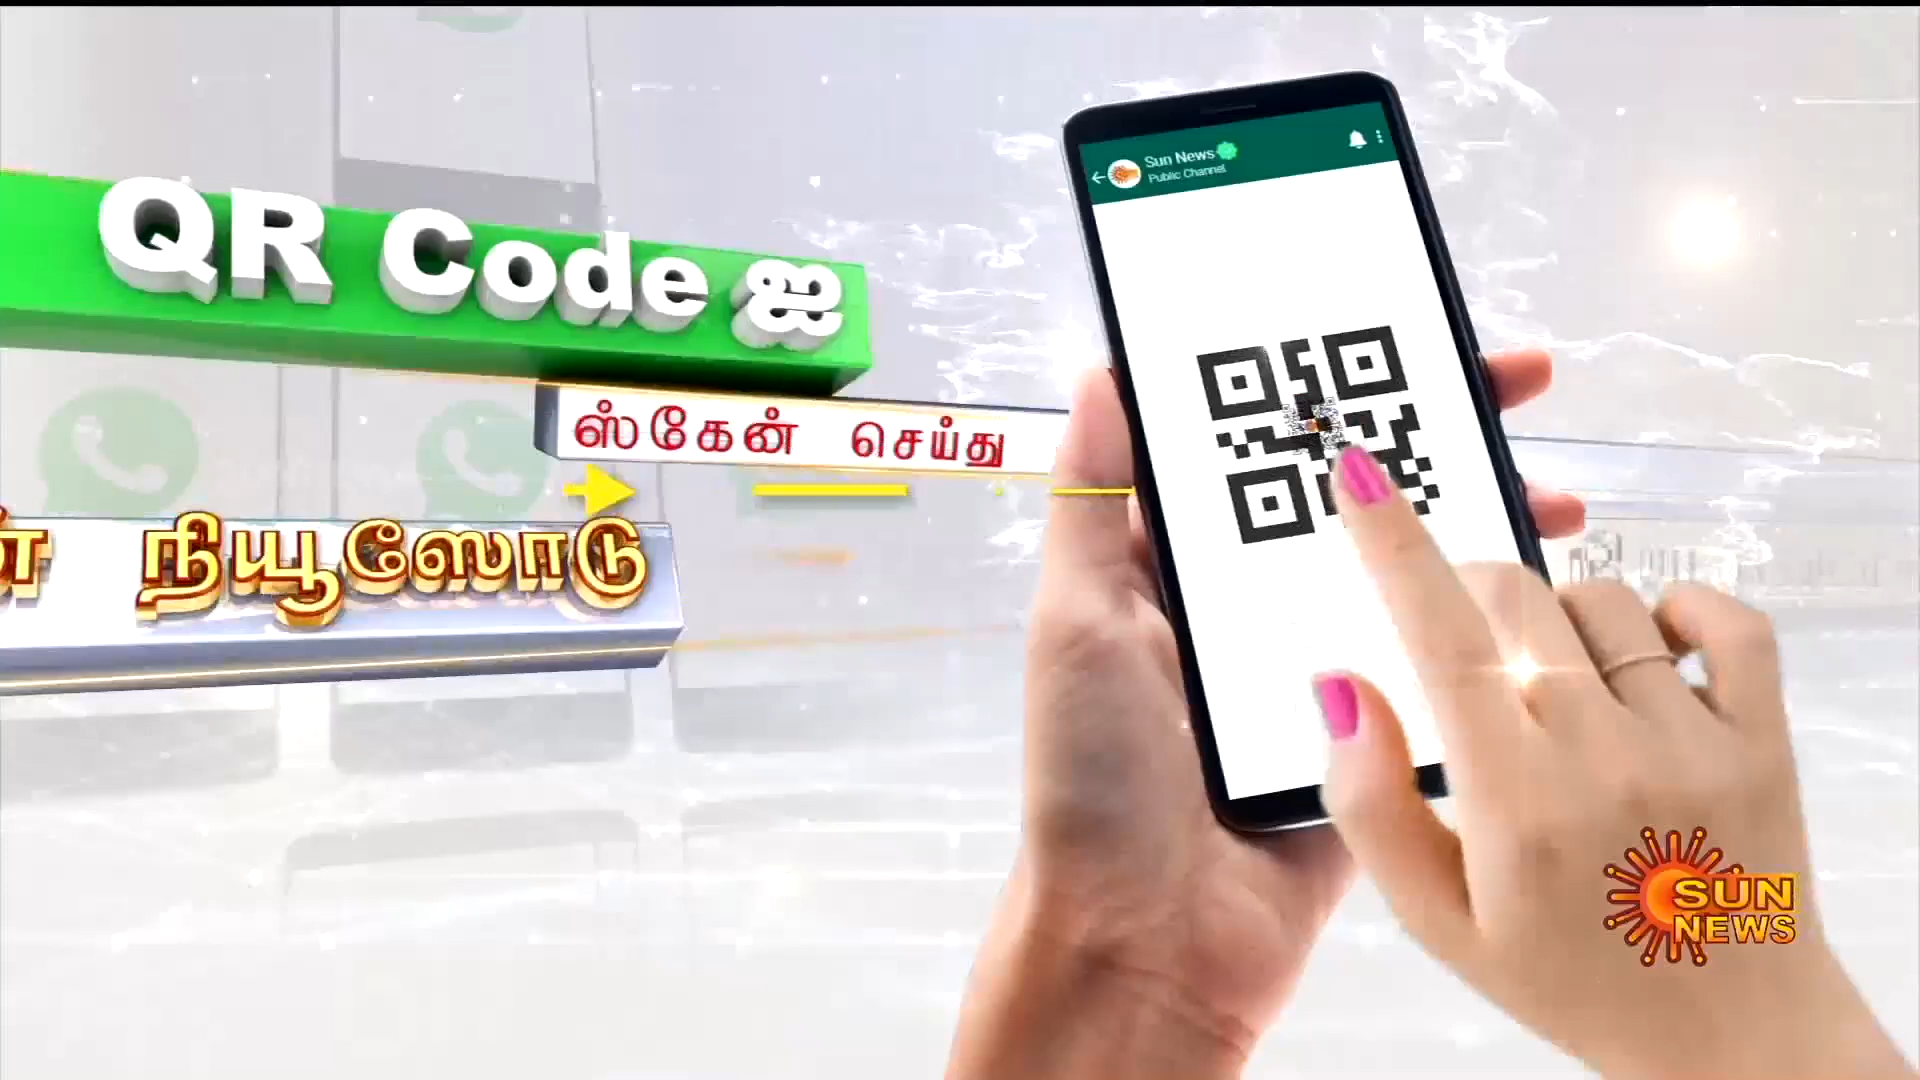 QR Code ஐ
ஸ்கேன் செய்து
நியூஸோடு
Sun News
Public Channel
SUN
NEWS